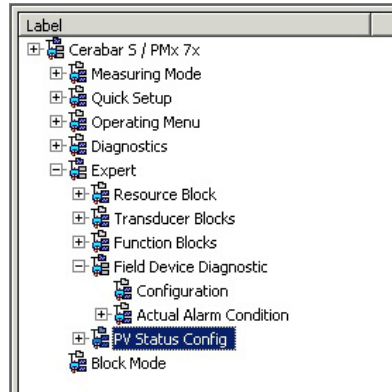 Label
Cerabar S / PMx 7x
Measuring Mode
Quick Setup
Operating Menu
Diagnostics
Expert
Resource Block
Transducer Blocks
Function Blocks
Field Device Diagnostic
Configuration
Actual Alarm Condition
PV Status Config
Block Mode